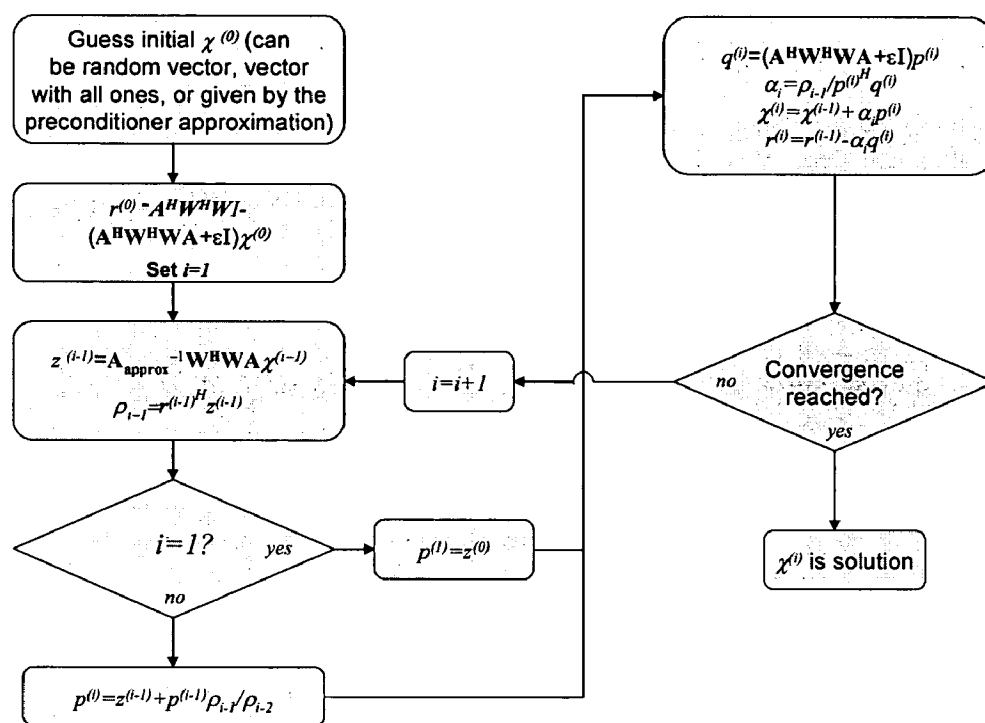 Guess initial χ⁽⁰⁾ (can
be random vector, vector
with all ones, or given by the
preconditioner approximation)
r⁽⁰⁾=AᴴWᴴWI-
(AᴴWᴴWA+εI)χ⁽⁰⁾
Set i=1
z⁽ⁱ⁻¹⁾=A_approx⁻¹WᴴWAχ⁽ⁱ⁻¹⁾
ρᵢ₋₁=r⁽ⁱ⁻¹⁾ᴴz⁽ⁱ⁻¹⁾
i=1?
yes
no
p⁽¹⁾=z⁽⁰⁾
p⁽ⁱ⁾=z⁽ⁱ⁻¹⁾+p⁽ⁱ⁻¹⁾ρᵢ₋₁/ρᵢ₋₂
i=i+1
q⁽ⁱ⁾=(AᴴWᴴWA+εI)p⁽ⁱ⁾
αᵢ=ρᵢ₋₁/p⁽ⁱ⁾ᴴq⁽ⁱ⁾
χ⁽ⁱ⁾=χ⁽ⁱ⁻¹⁾+αᵢp⁽ⁱ⁾
r⁽ⁱ⁾=r⁽ⁱ⁻¹⁾-αᵢq⁽ⁱ⁾
no
Convergence
reached?
yes
χ⁽ⁱ⁾ is solution